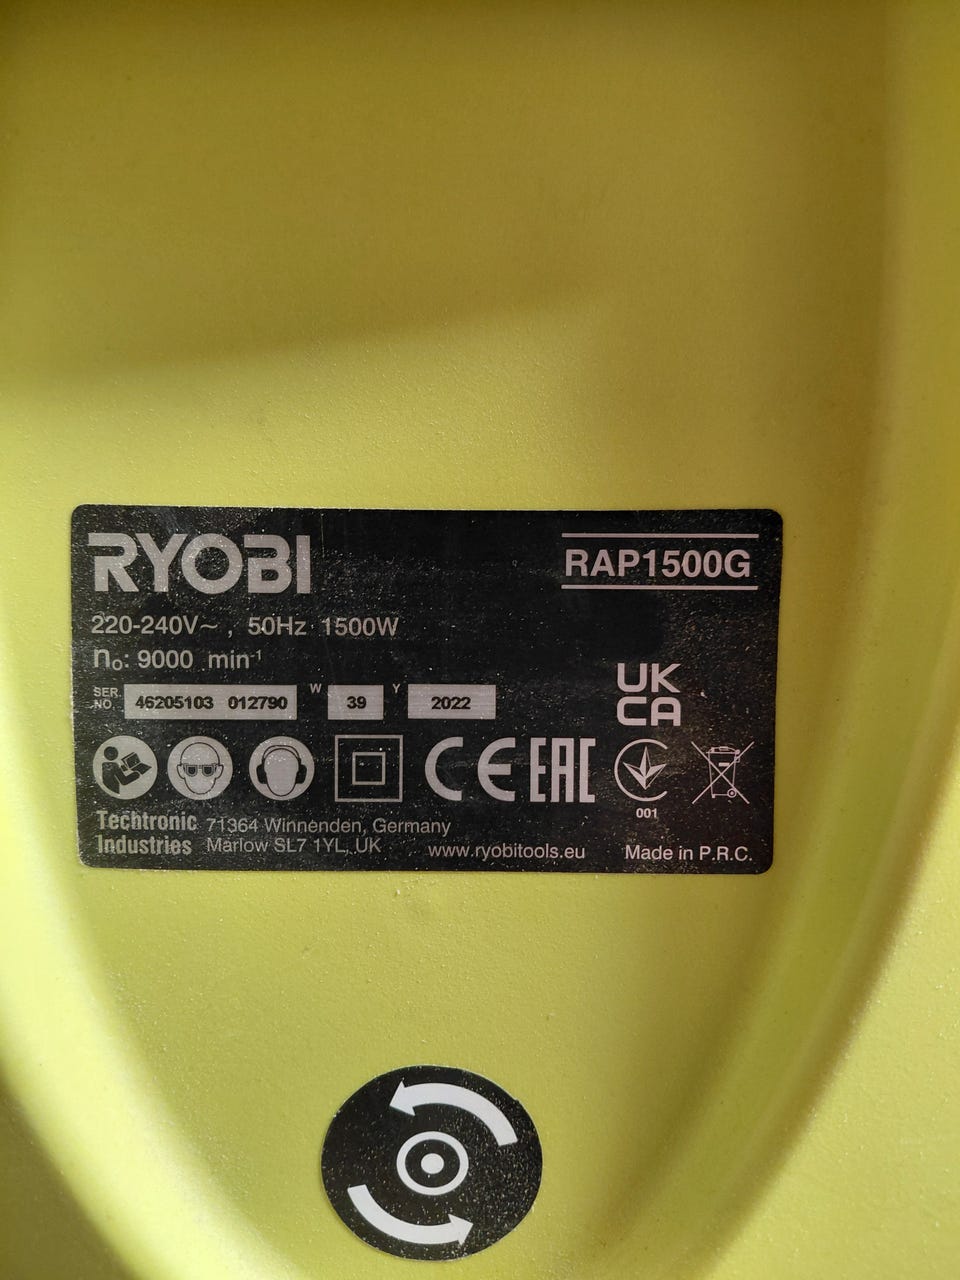 RYOBI
RAP1500G
220-240V~ , 50Hz 1500W
no: 9000 min-1
SER. NO. 46205103 012790 W 39 Y 2022
UK
CA
CE EAC
001
Techtronic Industries
71364 Winnenden, Germany
Marlow SL7 1YL, UK
www.ryobitools.eu
Made in P.R.C.